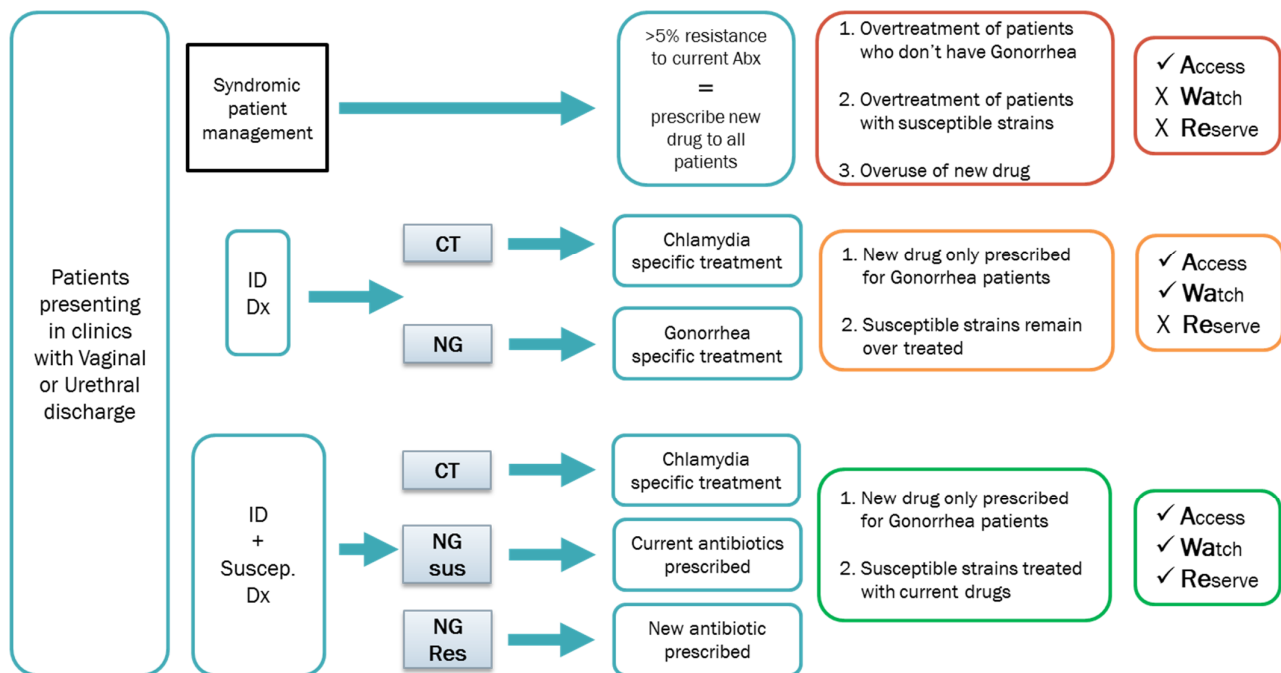 Patients
presenting
in clinics
with Vaginal
or Urethral
discharge
Syndromic
patient
management
>5% resistance
to current Abx
=
prescribe new
drug to all
patients
1. Overtreatment of patients
who don't have Gonorrhea
2. Overtreatment of patients
with susceptible strains
3. Overuse of new drug
✓ Access
X Watch
X Reserve
ID
Dx
CT
Chlamydia
specific treatment
NG
Gonorrhea
specific treatment
1. New drug only prescribed
for Gonorrhea patients
2. Susceptible strains remain
over treated
✓ Access
✓ Watch
X Reserve
ID
+
Suscep.
Dx
CT
Chlamydia
specific treatment
NG
sus
Current antibiotics
prescribed
NG
Res
New antibiotic
prescribed
1. New drug only prescribed
for Gonorrhea patients
2. Susceptible strains treated
with current drugs
✓ Access
✓ Watch
✓ Reserve